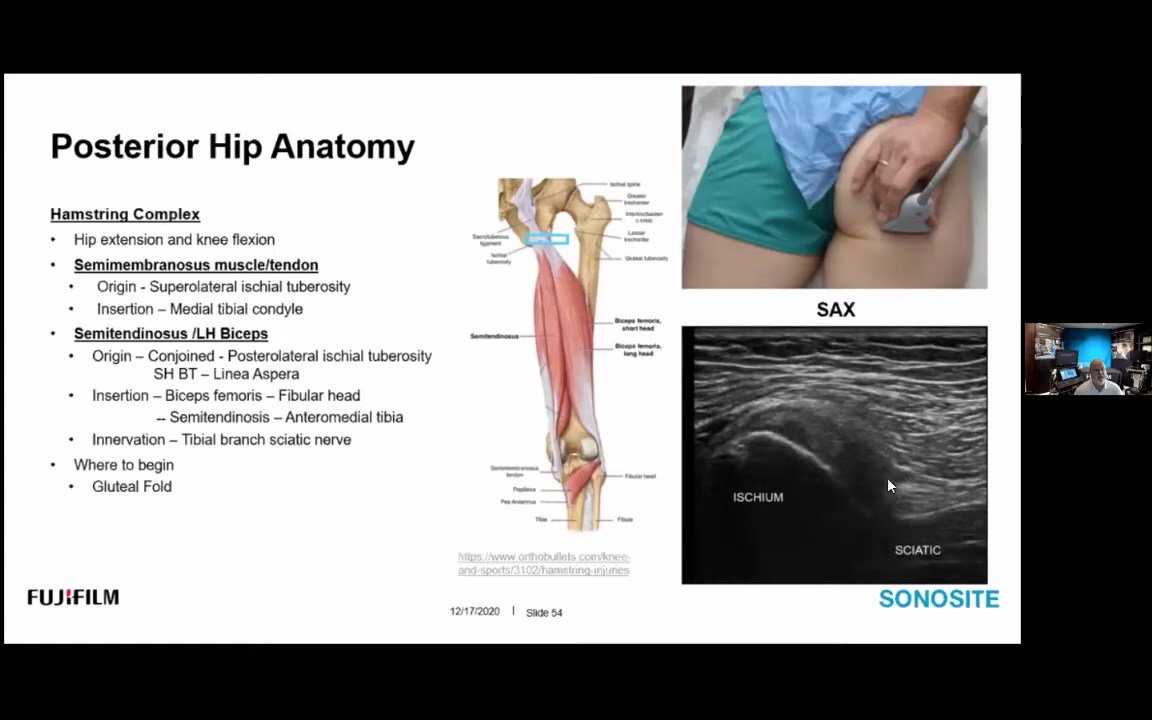 Posterior Hip Anatomy
Hamstring Complex
• Hip extension and knee flexion
• Semimembranosus muscle/tendon
• Origin - Superolateral ischial tuberosity
• Insertion – Medial tibial condyle
• Semitendinosus /LH Biceps
• Origin – Conjoined - Posterolateral ischial tuberosity
SH BT – Linea Aspera
• Insertion – Biceps femoris – Fibular head
-- Semitendinosis – Anteromedial tibia
• Innervation – Tibial branch sciatic nerve
• Where to begin
• Gluteal Fold
Ischial spine
Greater
trochanter
Lesser
trochanter
Gluteal tuberosity
Sacrotuberous
ligament
Ischial
tuberosity
Semitendinosus
Biceps femoris,
short head
Biceps femoris,
long head
Semimembranosus
tendon
Popliteus
Pes Anserinus
Tibia
Fibula
Fibular head
https://www.orthobullets.com/knee-
and-sports/3102/hamstring-injuries
SAX
ISCHIUM
SCIATIC
FUJIFILM
12/17/2020 | Slide 54
SONOSITE